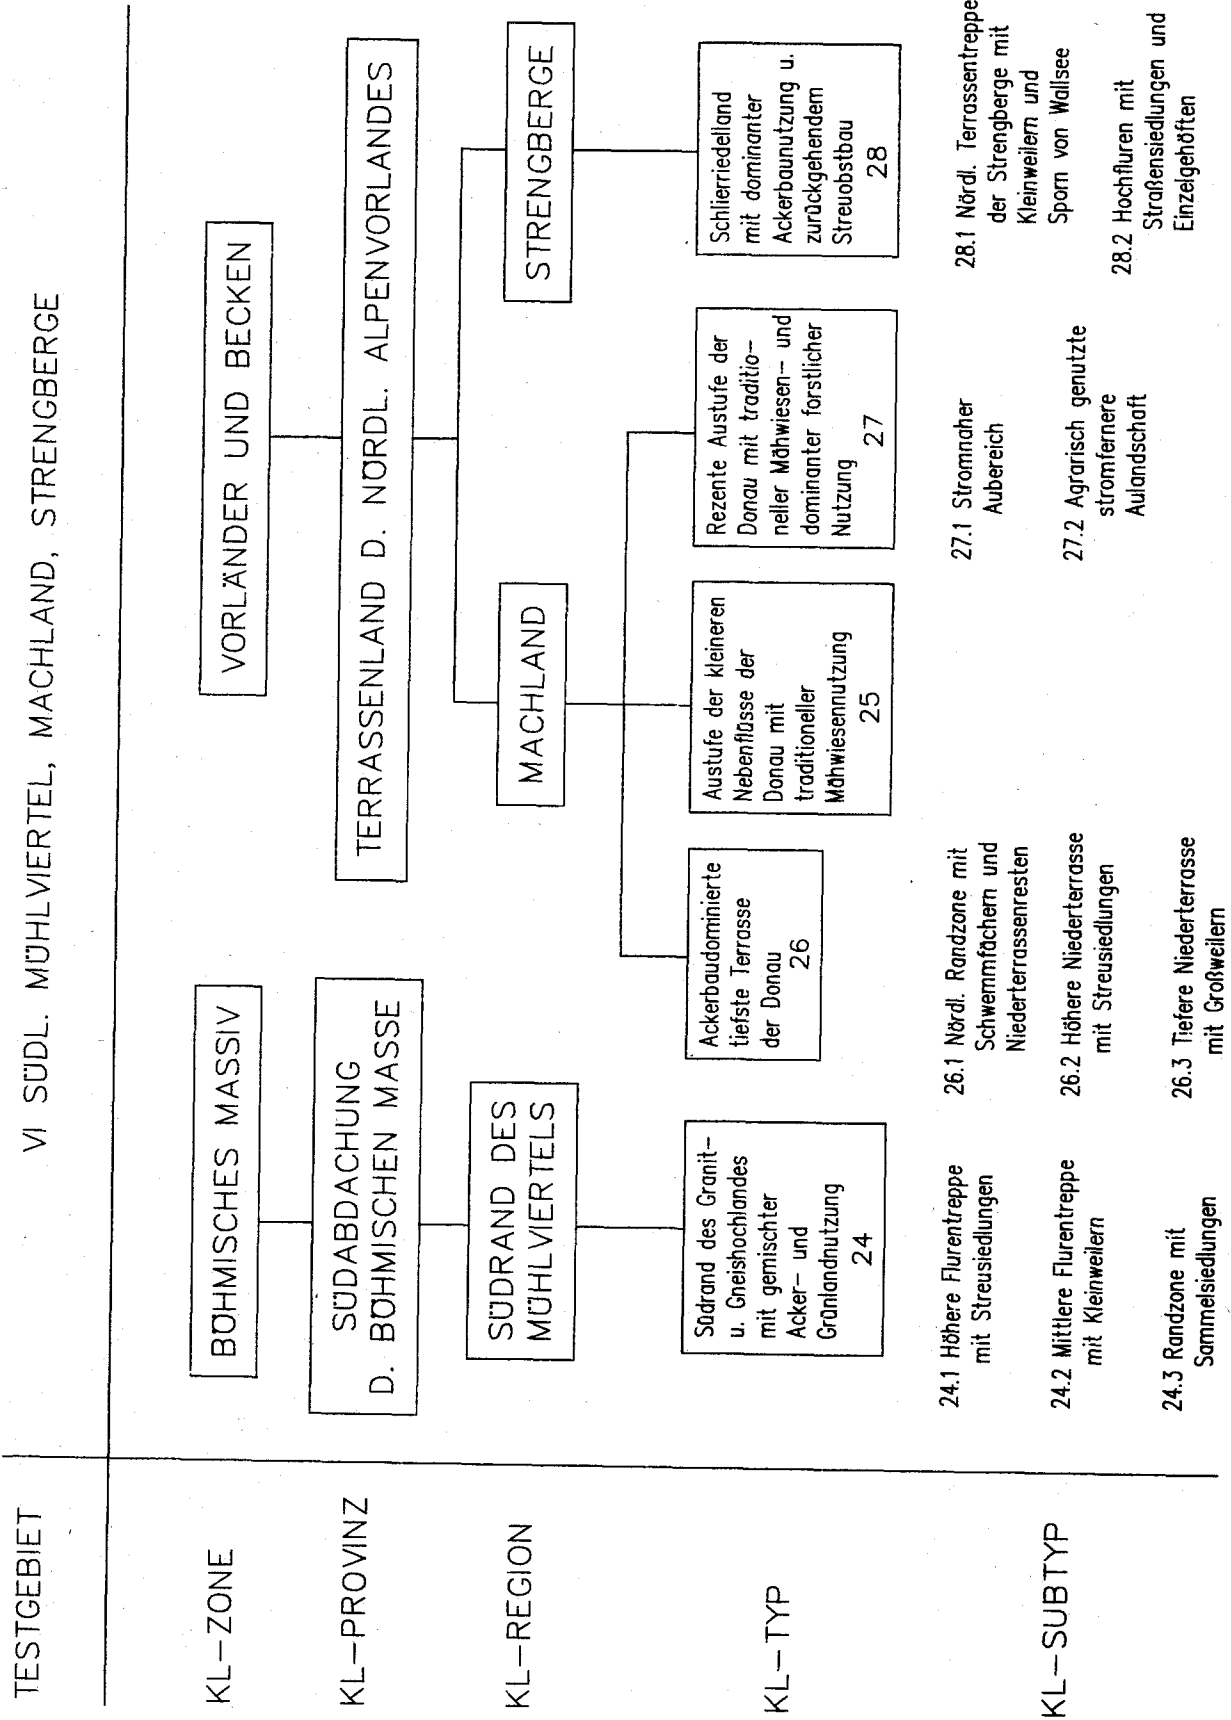 TESTGEBIET
VI SÜDL. MÜHLVIERTEL, MACHLAND, STRENGBERGE
KL-ZONE
BÖHMISCHES MASSIV
VORLÄNDER UND BECKEN
KL-PROVINZ
SÜDABDACHUNG
D. BÖHMISCHEN MASSE
TERRASSENLAND D. NÖRDL. ALPENVORLANDES
KL-REGION
SÜDRAND DES
MÜHLVIERTELS
MACHLAND
STRENGBERGE
KL-TYP
Südrand des Granit-
u. Gneishochlandes
mit gemischter
Acker- und
Grünlandnutzung
24
Ackerbaudominierte
tiefste Terrasse
der Donau
26
Austufe der kleineren
Nebenflüsse der
Donau mit
traditioneller
Mähwiesennutzung
25
Rezente Austufe der
Donau mit traditio-
neller Mähwiesen- und
dominanter forstlicher
Nutzung
27
Schlierriedelland
mit dominanter
Ackerbaunutzung u.
zurückgehendem
Streuobstbau
28
KL-SUBTYP
24.1 Höhere Flurentreppe
mit Streusiedlungen
24.2 Mittlere Flurentreppe
mit Kleinweilern
24.3 Randzone mit
Sammelsiedlungen
26.1 Nördl. Randzone mit
Schwemmfächern und
Niederterrassenresten
26.2 Höhere Niederterrasse
mit Streusiedlungen
26.3 Tiefere Niederterrasse
mit Großweilern
27.1 Stromnaher
Aubereich
27.2 Agrarisch genutzte
stromfernere
Aulandschaft
28.1 Nördl. Terrassentreppe
der Strengberge mit
Kleinweilern und
Sporn von Wallsee
28.2 Hochfluren mit
Straßensiedlungen und
Einzelgehöften